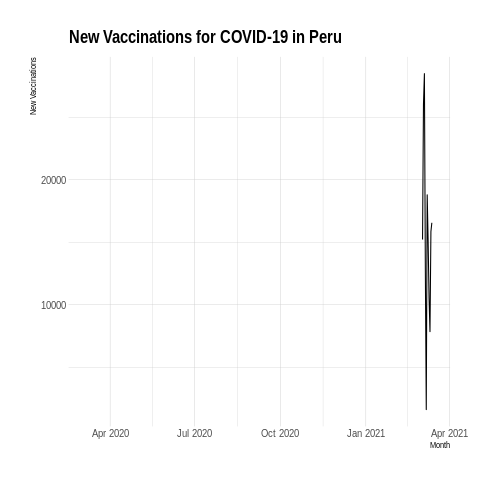 New Vaccinations for COVID-19 in Peru
New Vaccinations
20000
10000
Apr 2020 Jul 2020 Oct 2020 Jan 2021 Apr 2021
Month